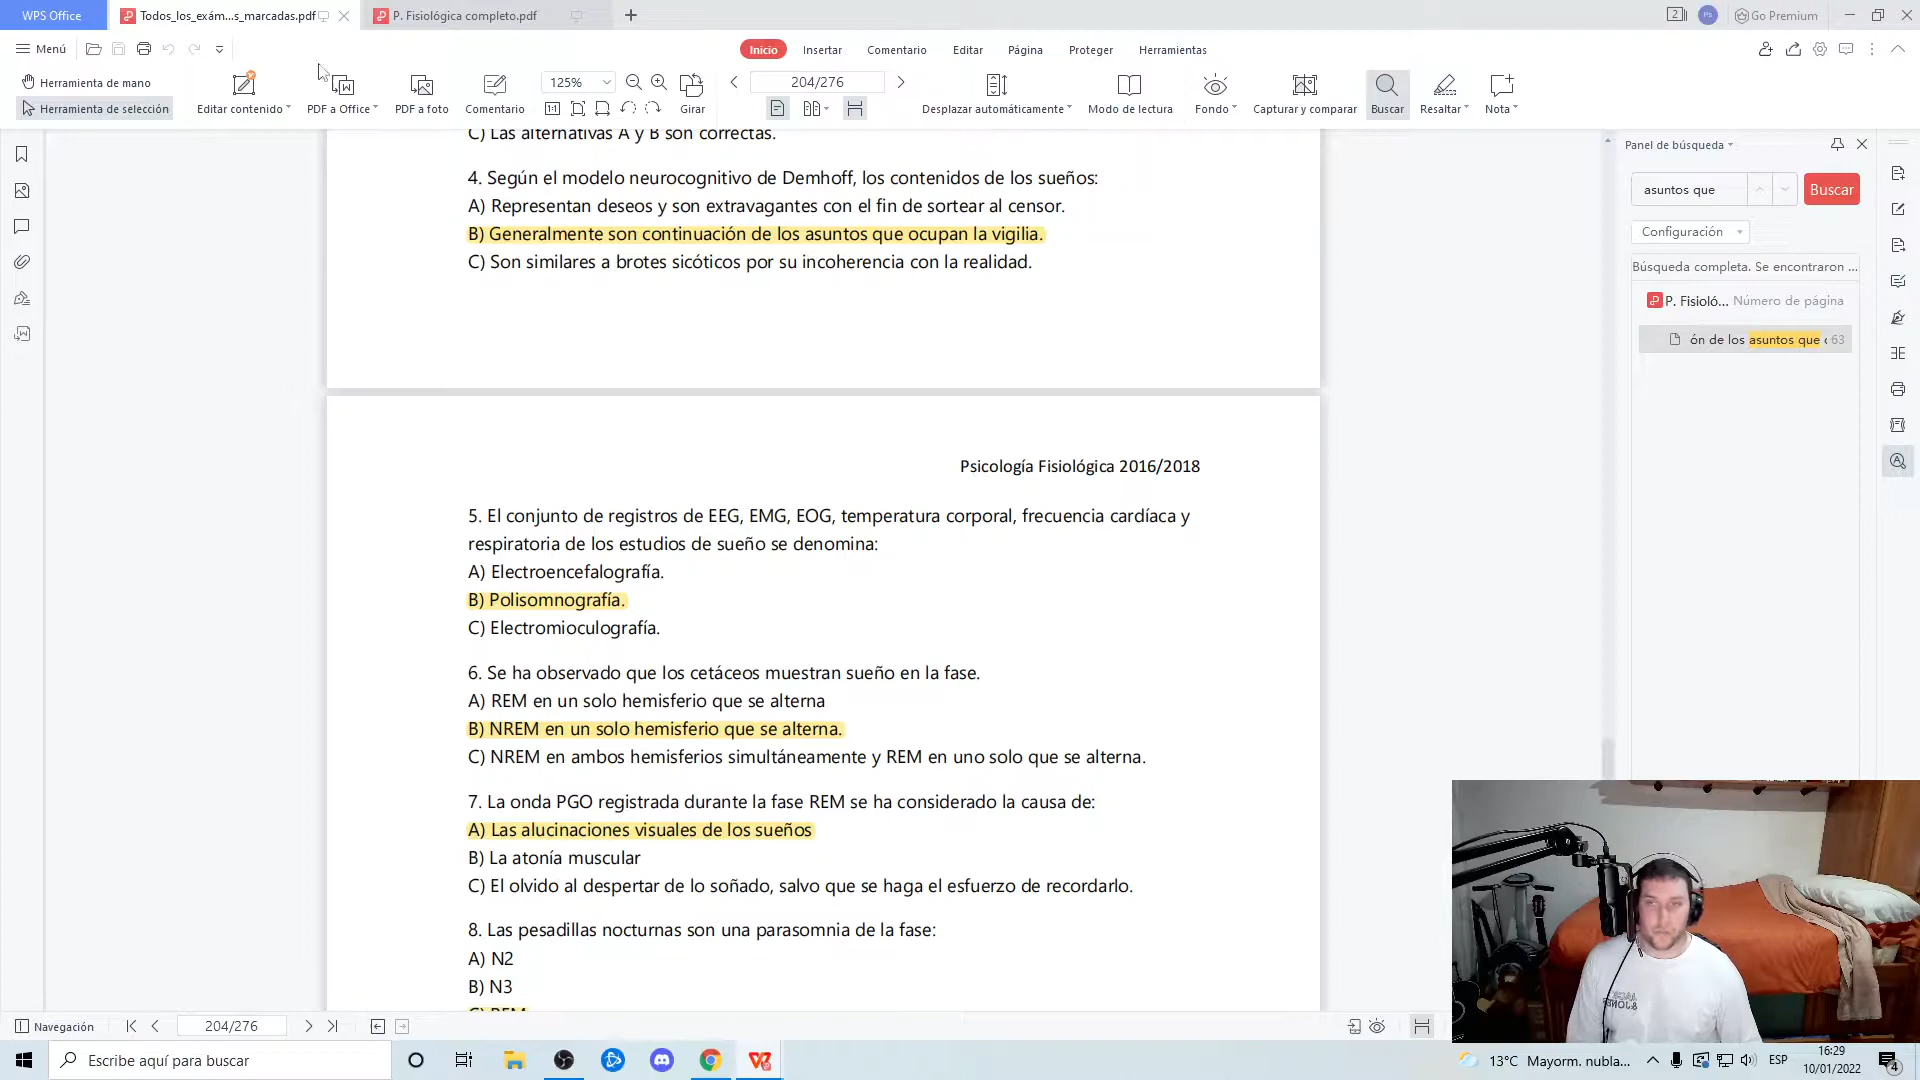 WPS Office
Todos_los_exám...s_marcadas.pdf
P. Fisiológica completo.pdf
2
Go Premium
Menú
Inicio
Insertar
Comentario
Editar
Página
Proteger
Herramientas
Herramienta de mano
Herramienta de selección
Editar contenido
PDF a Office
PDF a foto
Comentario
125%
Girar
204/276
Desplazar automáticamente
Modo de lectura
Fondo
Capturar y comparar
Buscar
Resaltar
Nota
C) Las alternativas A y B son correctas.
4. Según el modelo neurocognitivo de Demhoff, los contenidos de los sueños:
A) Representan deseos y son extravagantes con el fin de sortear al censor.
B) Generalmente son continuación de los asuntos que ocupan la vigilia.
C) Son similares a brotes sicóticos por su incoherencia con la realidad.
Psicología Fisiológica 2016/2018
5. El conjunto de registros de EEG, EMG, EOG, temperatura corporal, frecuencia cardíaca y
respiratoria de los estudios de sueño se denomina:
A) Electroencefalografía.
B) Polisomnografía.
C) Electromioculografía.
6. Se ha observado que los cetáceos muestran sueño en la fase.
A) REM en un solo hemisferio que se alterna
B) NREM en un solo hemisferio que se alterna.
C) NREM en ambos hemisferios simultáneamente y REM en uno solo que se alterna.
7. La onda PGO registrada durante la fase REM se ha considerado la causa de:
A) Las alucinaciones visuales de los sueños
B) La atonía muscular
C) El olvido al despertar de lo soñado, salvo que se haga el esfuerzo de recordarlo.
8. Las pesadillas nocturnas son una parasomnia de la fase:
A) N2
B) N3
C) REM
Panel de búsqueda
asuntos que
Buscar
Configuración
Búsqueda completa. Se encontraron ...
P. Fisioló... Número de página
ón de los asuntos que
63
Navegación
204/276
Escribe aquí para buscar
13°C Mayorm. nubla...
ESP
16:29
10/01/2022
4